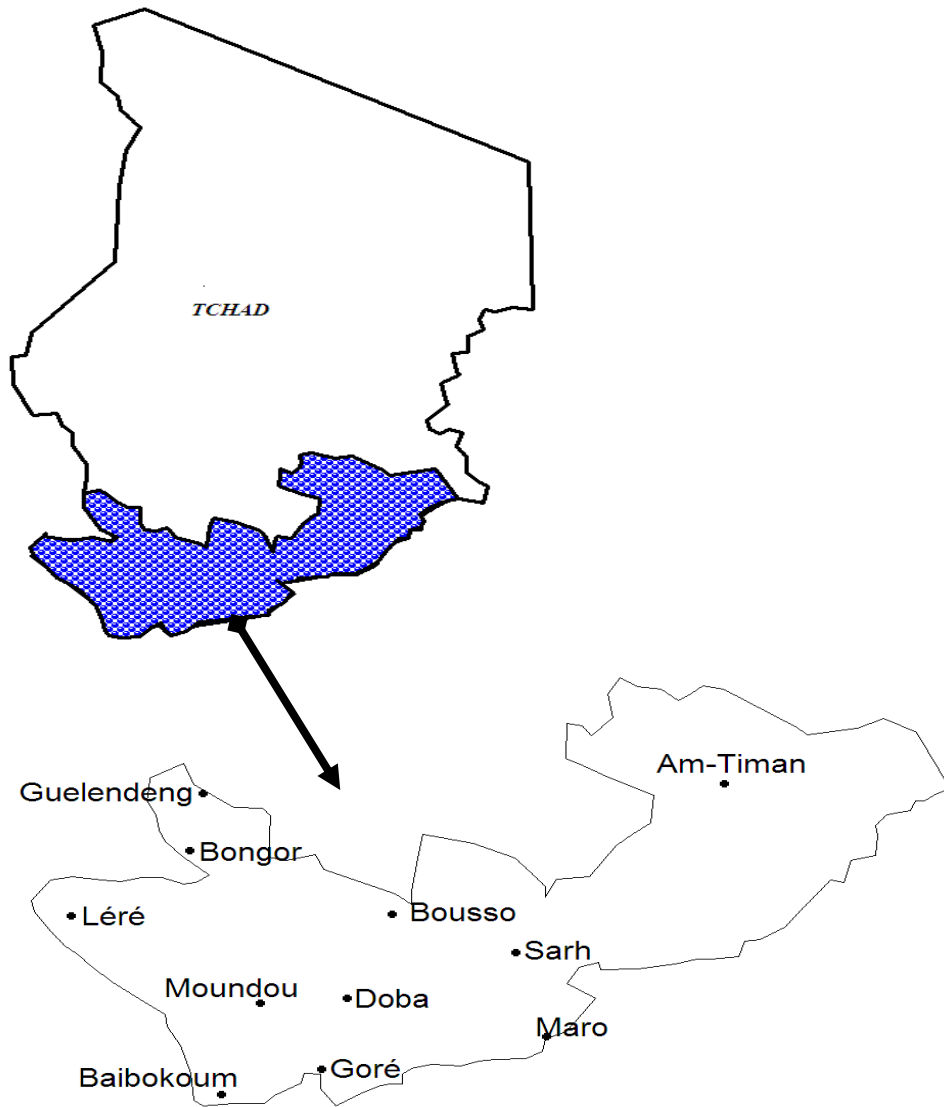 TCHAD
Am-Timan
Guelendeng
Bongor
Léré
Bousso
Sarh
Moundou
Doba
Maro
Goré
Baibokoum